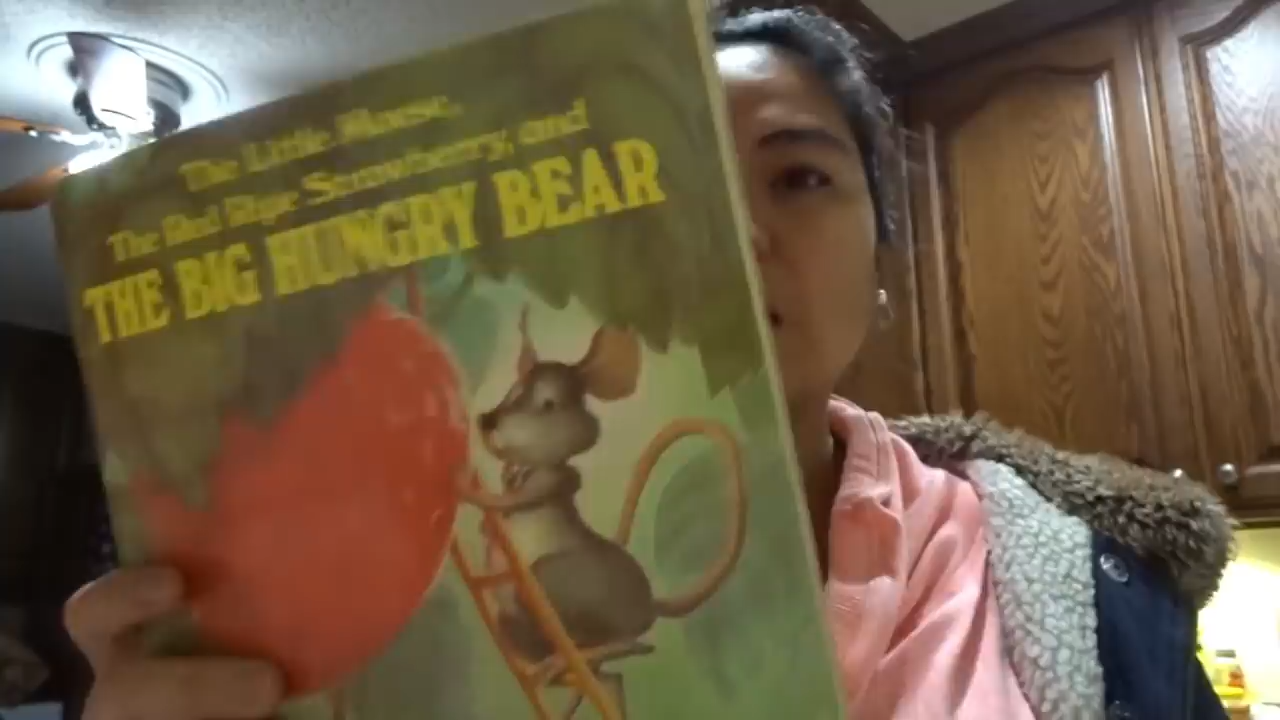 The Little Mouse,
The Red Ripe Strawberry, and
THE BIG HUNGRY BEAR